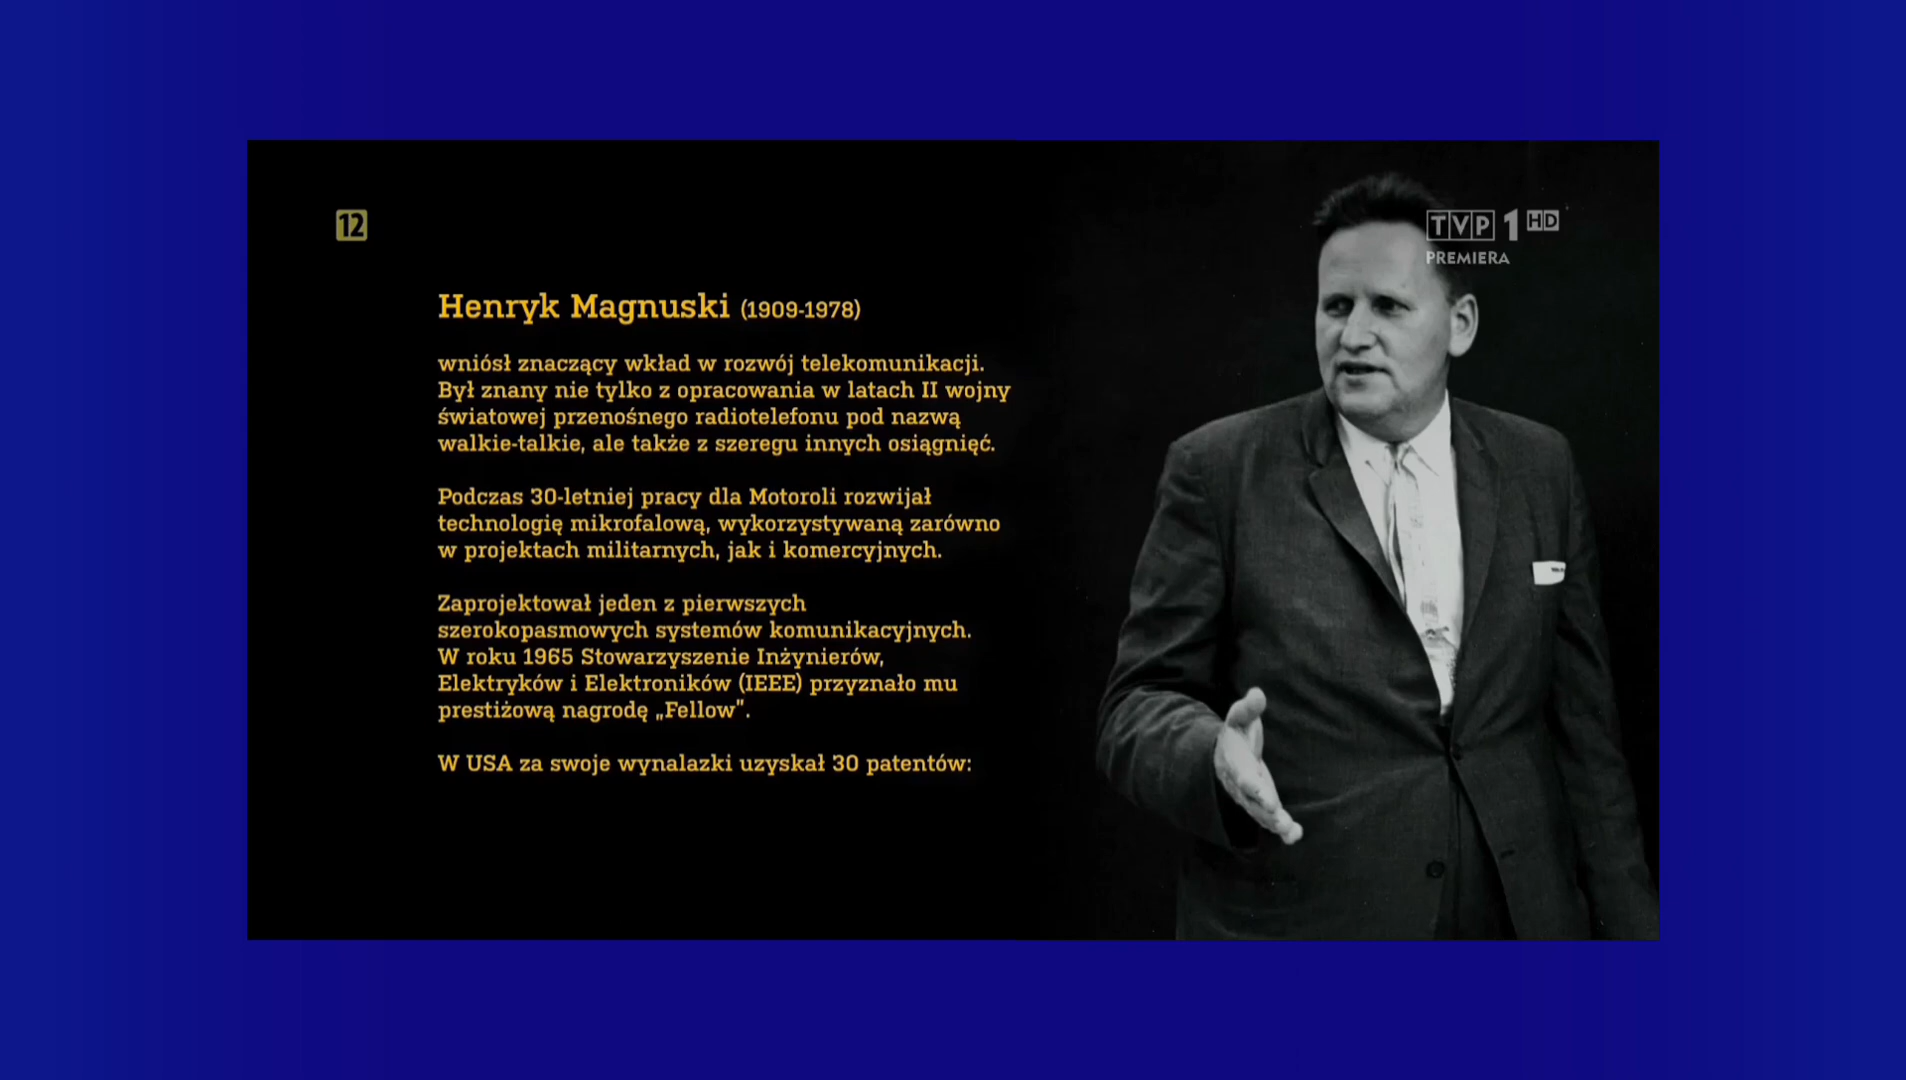 12
TVP 1 HD
PREMIERA
Henryk Magnuski (1909-1978)
wniósł znaczący wkład w rozwój telekomunikacji.
Był znany nie tylko z opracowania w latach II wojny
światowej przenośnego radiotelefonu pod nazwą
walkie-talkie, ale także z szeregu innych osiągnięć.
Podczas 30-letniej pracy dla Motoroli rozwijał
technologię mikrofalową, wykorzystywaną zarówno
w projektach militarnych, jak i komercyjnych.
Zaprojektował jeden z pierwszych
szerokopasmowych systemów komunikacyjnych.
W roku 1965 Stowarzyszenie Inżynierów,
Elektryków i Elektroników (IEEE) przyznało mu
prestiżową nagrodę „Fellow”.
W USA za swoje wynalazki uzyskał 30 patentów: